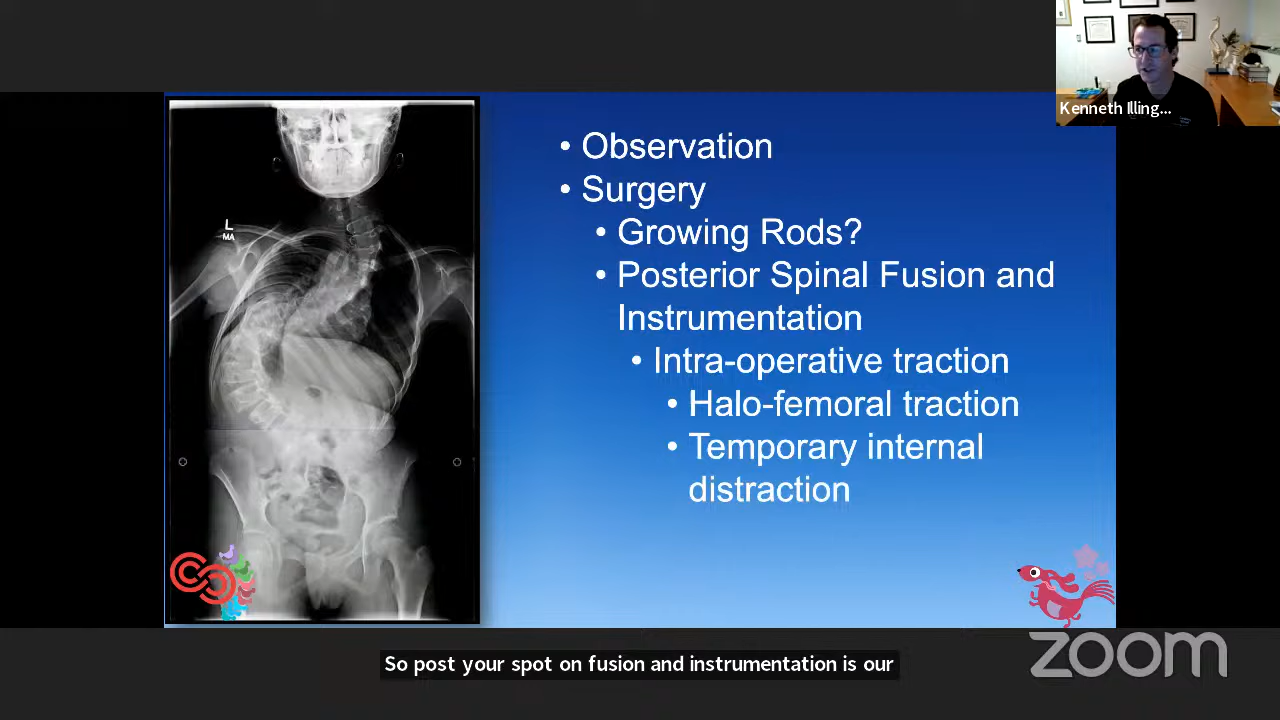 Kenneth Illing...
• Observation
• Surgery
• Growing Rods?
• Posterior Spinal Fusion and
Instrumentation
• Intra-operative traction
• Halo-femoral traction
• Temporary internal
distraction
L
MA
So post your spot on fusion and instrumentation is our
zoom